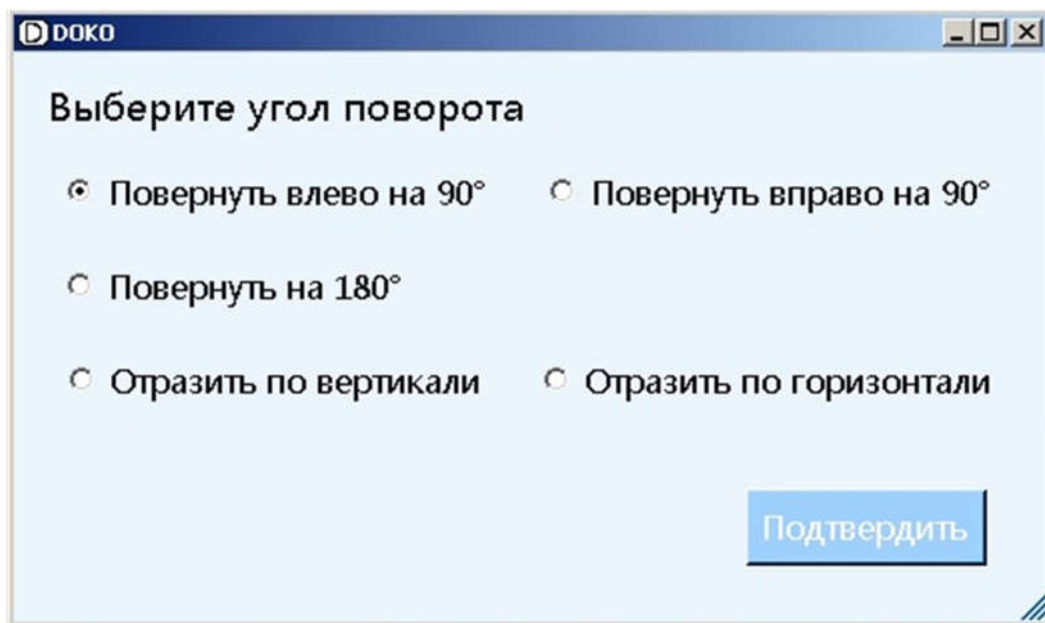 DOKO
Выберите угол поворота
Повернуть влево на 90° Повернуть вправо на 90°
Повернуть на 180°
Отразить по вертикали Отразить по горизонтали
Подтвердить